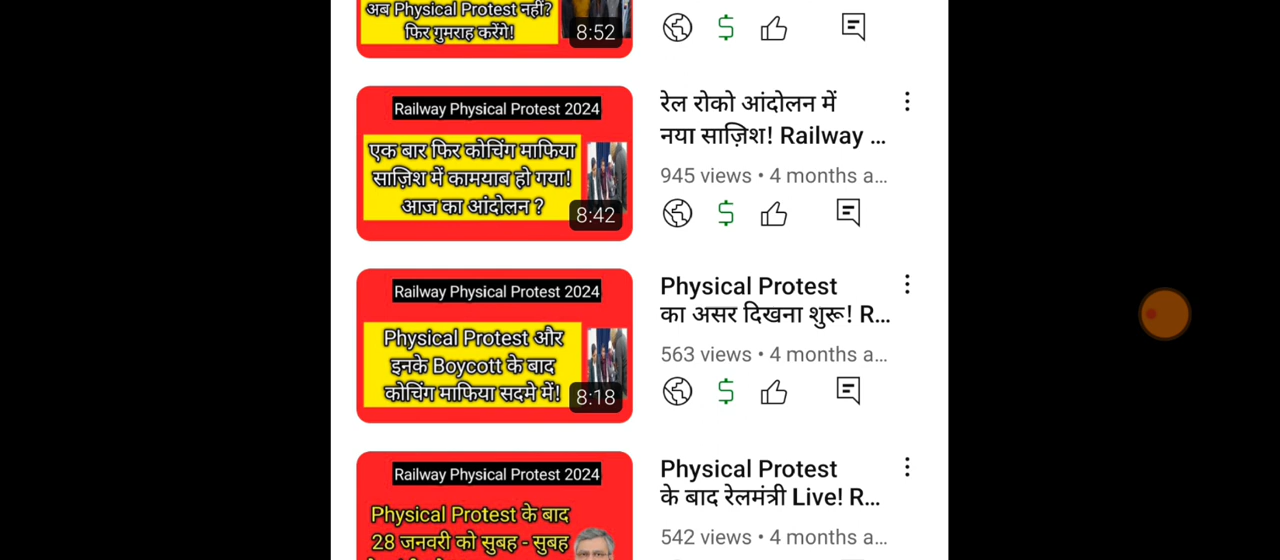 अब Physical Protest नहीं?
फिर गुमराह करेंगे!
8:52
Railway Physical Protest 2024
एक बार फिर कोचिंग माफिया
साज़िश में कामयाब हो गया!
आज का आंदोलन ?
8:42
रेल रोको आंदोलन में
नया साज़िश! Railway ...
945 views • 4 months a...
Railway Physical Protest 2024
Physical Protest और
इनके Boycott के बाद
कोचिंग माफिया सदमे में!
8:18
Physical Protest
का असर दिखना शुरू! R...
563 views • 4 months a...
Railway Physical Protest 2024
Physical Protest के बाद
28 जनवरी को सुबह - सुबह
Physical Protest
के बाद रेलमंत्री Live! R...
542 views • 4 months a...